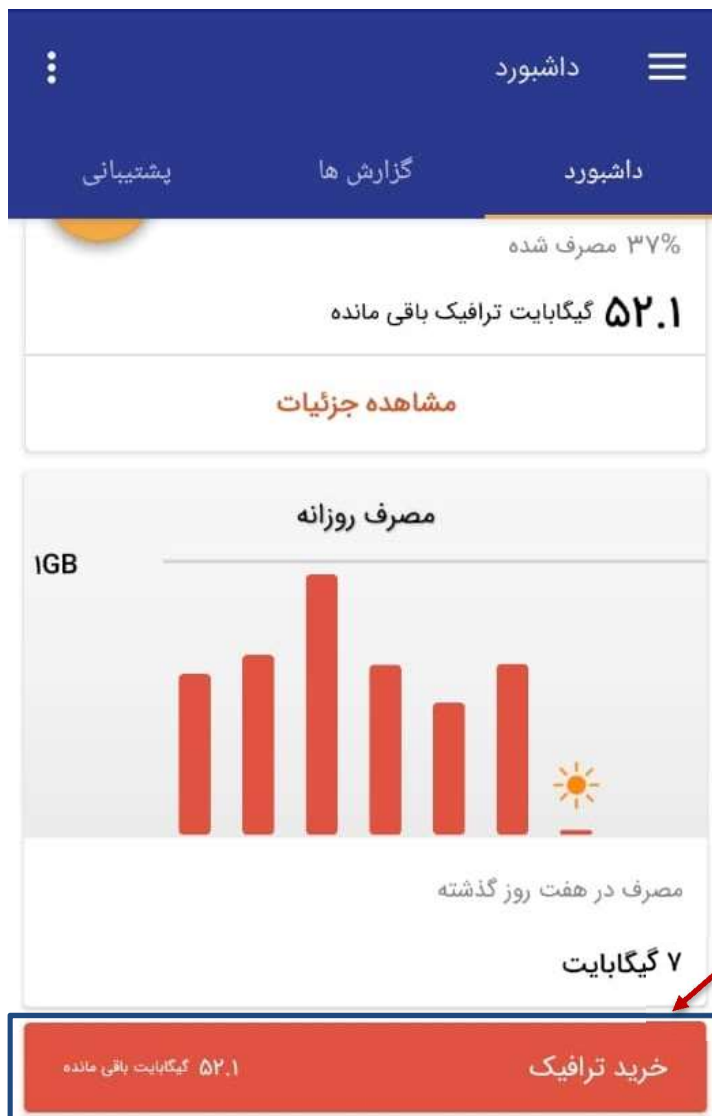 داشبورد
داشبورد گزارش ها پشتیبانی
۳۷% مصرف شده
۵۲.۱ گیگابایت ترافیک باقی مانده
مشاهده جزئیات
مصرف روزانه
۱GB
مصرف در هفت روز گذشته
۷ گیگابایت
خرید ترافیک ۵۲.۱ گیگابایت باقی مانده